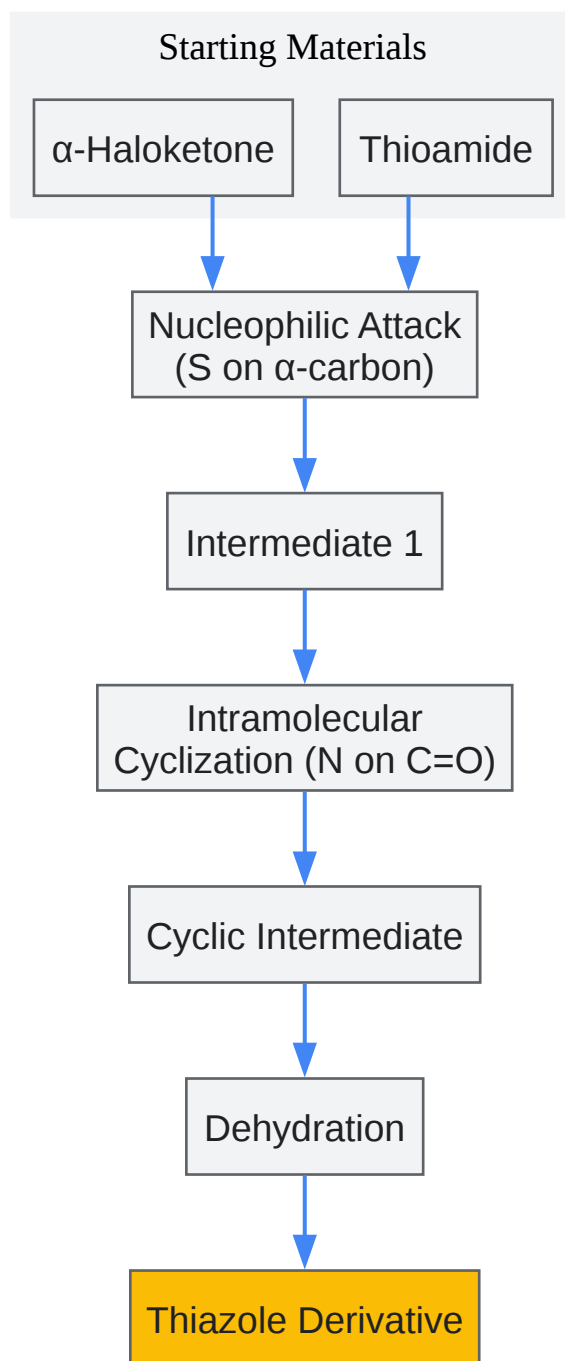 Starting Materials
α-Haloketone
Thioamide
Nucleophilic Attack
(S on α-carbon)
Intermediate 1
Intramolecular
Cyclization (N on C=O)
Cyclic Intermediate
Dehydration
Thiazole Derivative